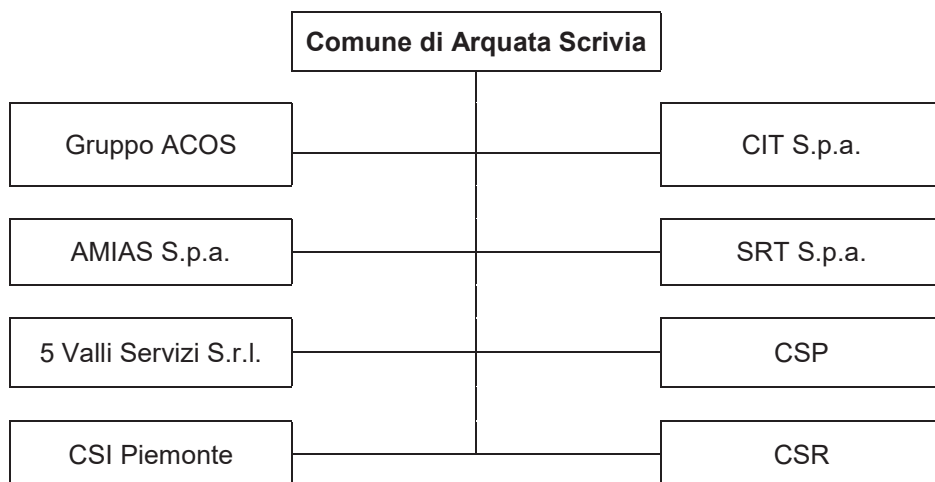 Comune di Arquata Scrivia
Gruppo ACOS
CIT S.p.a.
AMIAS S.p.a.
SRT S.p.a.
5 Valli Servizi S.r.l.
CSP
CSI Piemonte
CSR